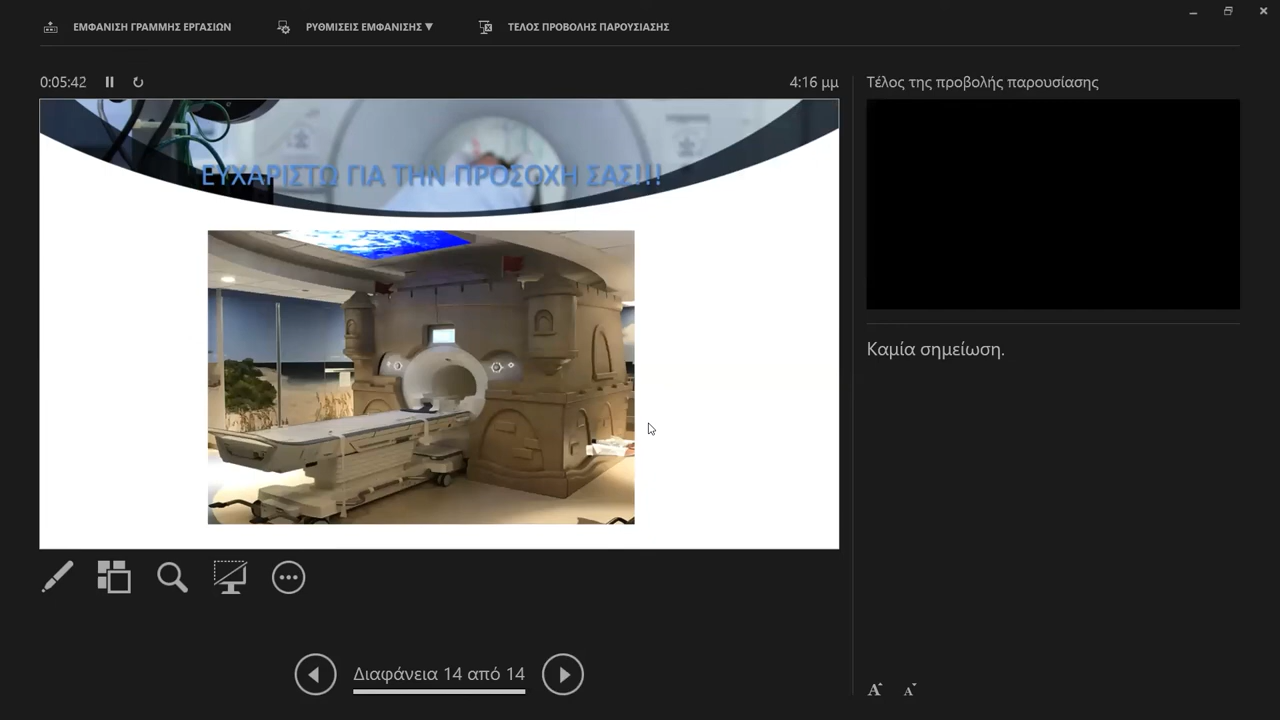 ΕΜΦΑΝΙΣΗ ΓΡΑΜΜΗΣ ΕΡΓΑΣΙΩΝ
ΡΥΘΜΙΣΕΙΣ ΕΜΦΑΝΙΣΗΣ ▼
ΤΕΛΟΣ ΠΡΟΒΟΛΗΣ ΠΑΡΟΥΣΙΑΣΗΣ
0:05:42
4:16 μμ
ΕΥΧΑΡΙΣΤΩ ΓΙΑ ΤΗΝ ΠΡΟΣΟΧΗ ΣΑΣ!!!
Διαφάνεια 14 από 14
Τέλος της προβολής παρουσίασης
Καμία σημείωση.
A A